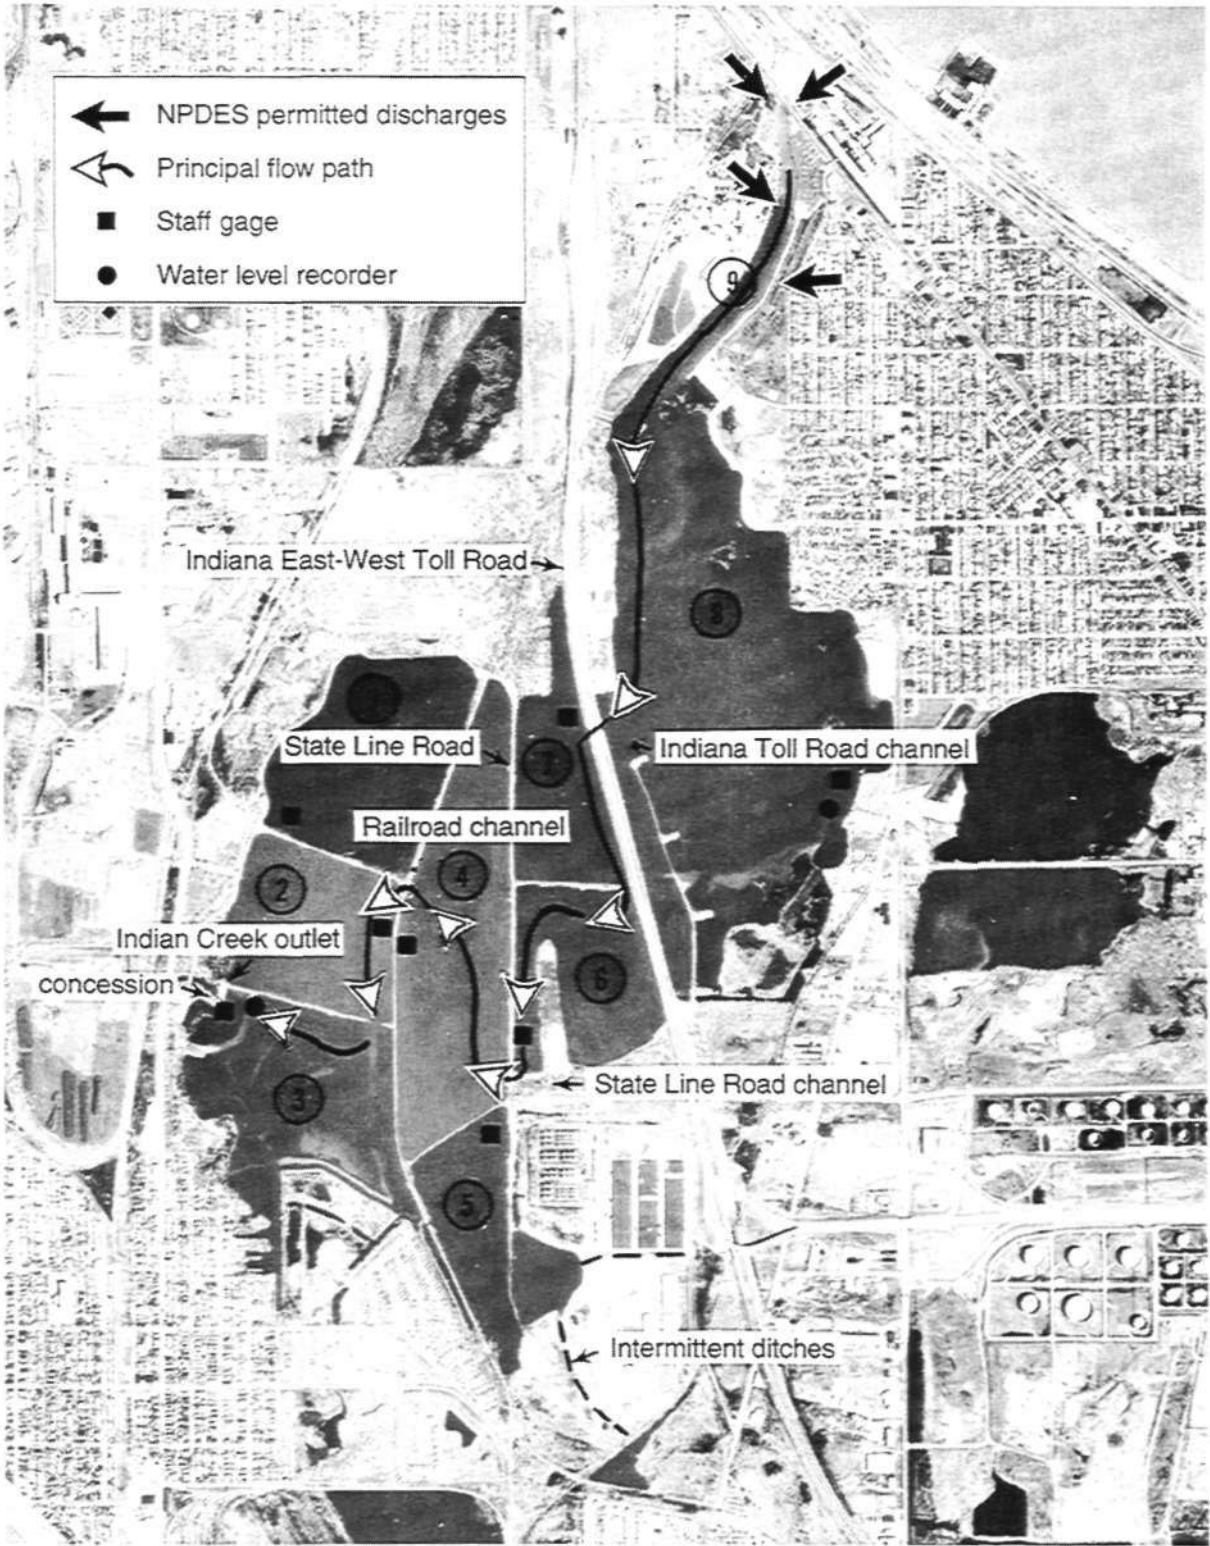 NPDES permitted discharges
Principal flow path
Staff gage
Water level recorder
9
Indiana East-West Toll Road
8
State Line Road
Indiana Toll Road channel
Railroad channel
4
2
Indian Creek outlet
concession
6
3
State Line Road channel
5
Intermittent ditches